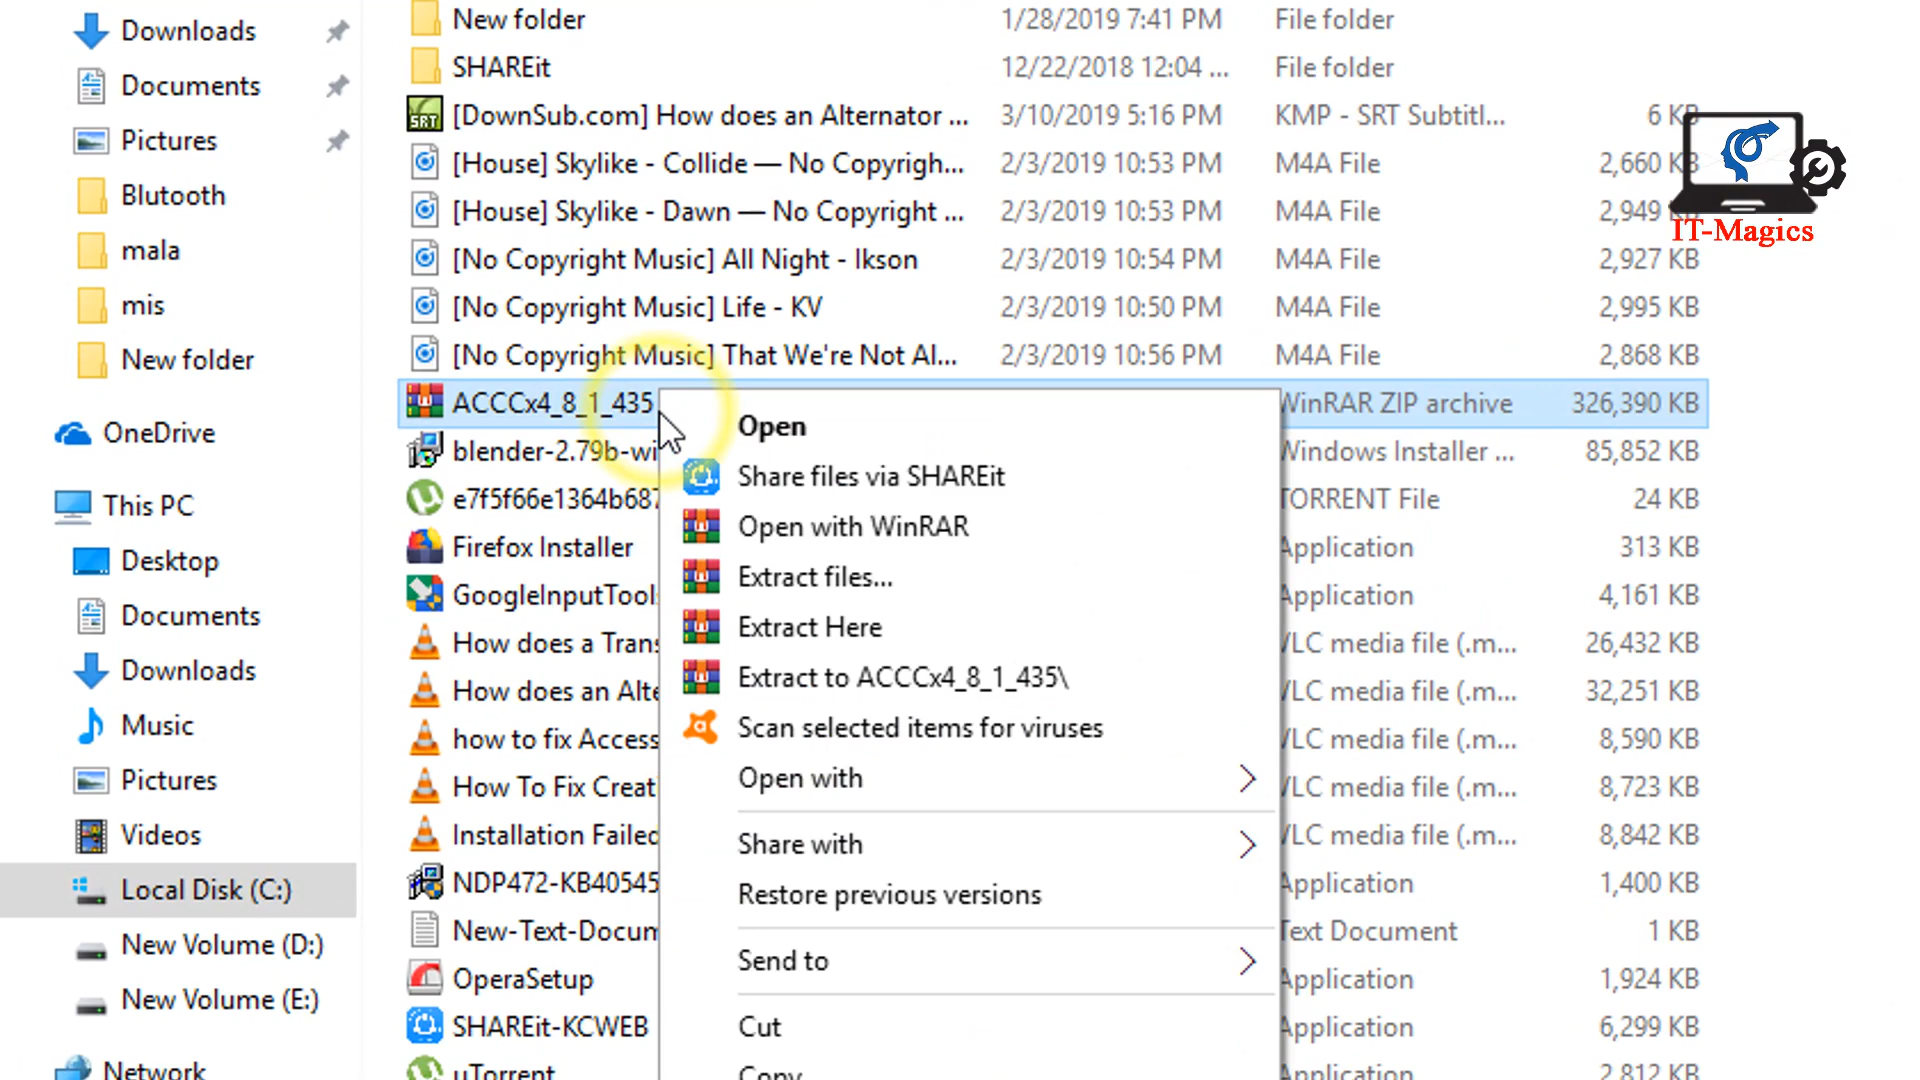 Downloads
Documents
Pictures
Blutooth
mala
mis
New folder
OneDrive
This PC
Desktop
Documents
Downloads
Music
Pictures
Videos
Local Disk (C:)
New Volume (D:)
New Volume (E:)
Network
New folder 1/28/2019 7:41 PM File folder
SHAREit 12/22/2018 12:04 ... File folder
[DownSub.com] How does an Alternator ... 3/10/2019 5:16 PM KMP - SRT Subtitl... 6 KB
[House] Skylike - Collide — No Copyrigh... 2/3/2019 10:53 PM M4A File 2,660 KB
[House] Skylike - Dawn — No Copyright ... 2/3/2019 10:53 PM M4A File 2,949 KB
[No Copyright Music] All Night - Ikson 2/3/2019 10:54 PM M4A File 2,927 KB
[No Copyright Music] Life - KV 2/3/2019 10:50 PM M4A File 2,995 KB
[No Copyright Music] That We're Not Al... 2/3/2019 10:56 PM M4A File 2,868 KB
ACCCx4_8_1_435 WinRAR ZIP archive 326,390 KB
blender-2.79b-wi Windows Installer ... 85,852 KB
e7f5f66e1364b687 TORRENT File 24 KB
Firefox Installer Application 313 KB
GoogleInputTools Application 4,161 KB
How does a Trans VLC media file (.m... 26,432 KB
How does an Alte VLC media file (.m... 32,251 KB
how to fix Access VLC media file (.m... 8,590 KB
How To Fix Creati VLC media file (.m... 8,723 KB
Installation Failed VLC media file (.m... 8,842 KB
NDP472-KB40545 Application 1,400 KB
New-Text-Docum Text Document 1 KB
OperaSetup Application 1,924 KB
SHAREit-KCWEB Application 6,299 KB
uTorrent Application 2,812 KB
Open
Share files via SHAREit
Open with WinRAR
Extract files...
Extract Here
Extract to ACCCx4_8_1_435\
Scan selected items for viruses
Open with
Share with
Restore previous versions
Send to
Cut
Copy
SRT
IT-Magics